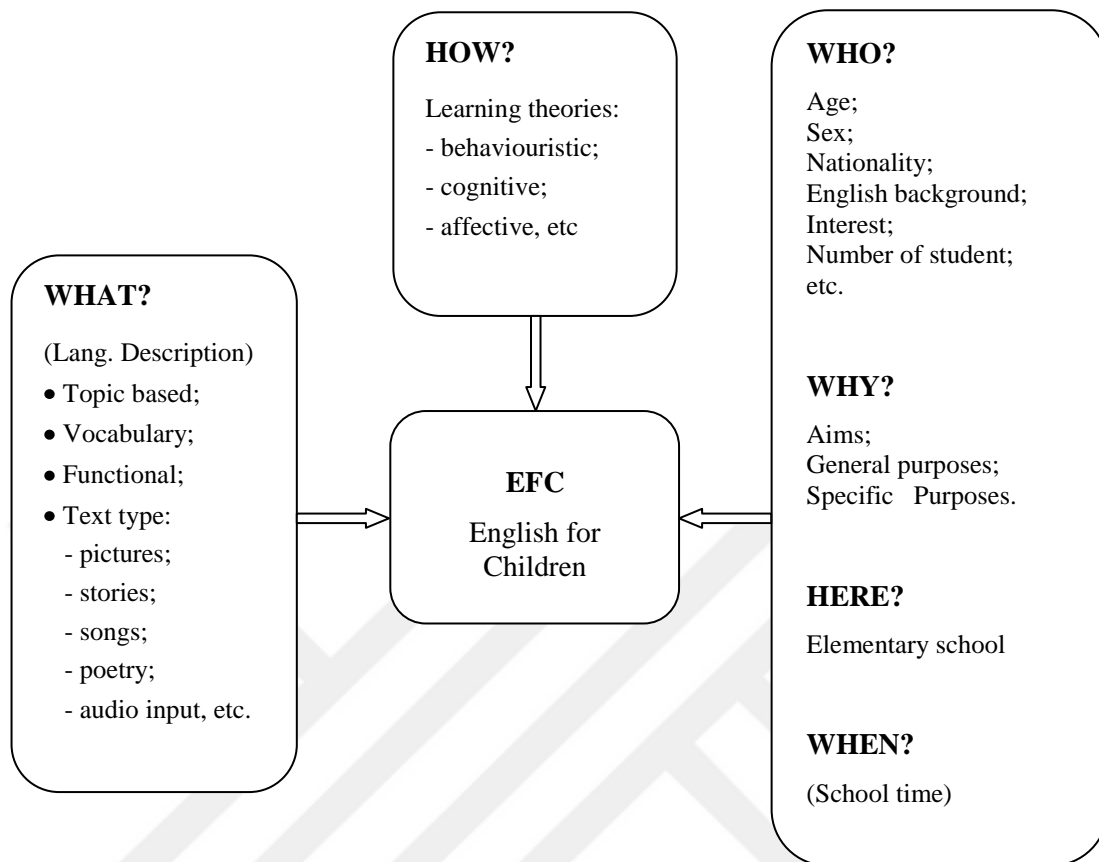 HOW?
Learning theories:
- behaviouristic;
- cognitive;
- affective, etc
WHO?
Age;
Sex;
Nationality;
English background;
Interest;
Number of student;
etc.
WHY?
Aims;
General purposes;
Specific Purposes.
HERE?
Elementary school
WHEN?
(School time)
WHAT?
(Lang. Description)
• Topic based;
• Vocabulary;
• Functional;
• Text type:
- pictures;
- stories;
- songs;
- poetry;
- audio input, etc.
EFC
English for
Children